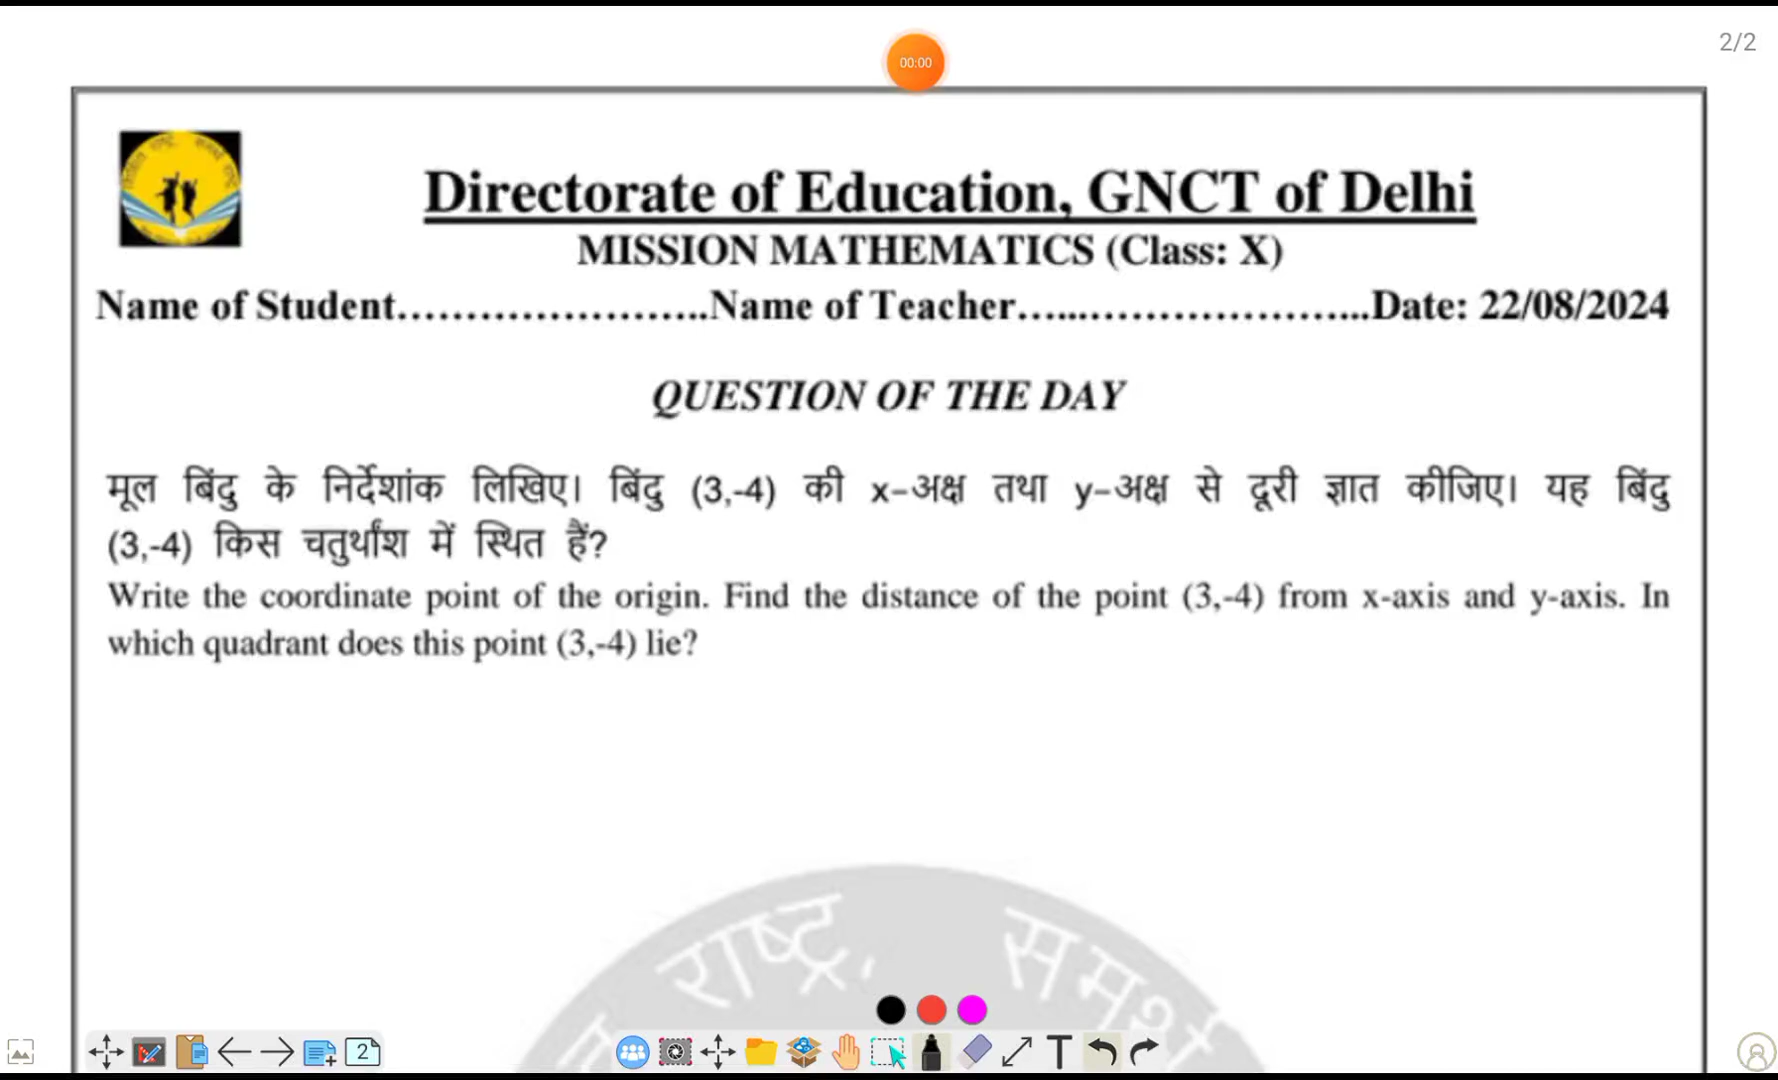 2/2
00:00
Directorate of Education, GNCT of Delhi
MISSION MATHEMATICS (Class: X)
Name of Student……………………..Name of Teacher…...…………………...Date: 22/08/2024
QUESTION OF THE DAY
मूल बिंदु के निर्देशांक लिखिए। बिंदु (3,-4) की x-अक्ष तथा y-अक्ष से दूरी ज्ञात कीजिए। यह बिंदु
(3,-4) किस चतुर्थांश में स्थित हैं?
Write the coordinate point of the origin. Find the distance of the point (3,-4) from x-axis and y-axis. In
which quadrant does this point (3,-4) lie?
राष्ट्र, समर्थ
2
T